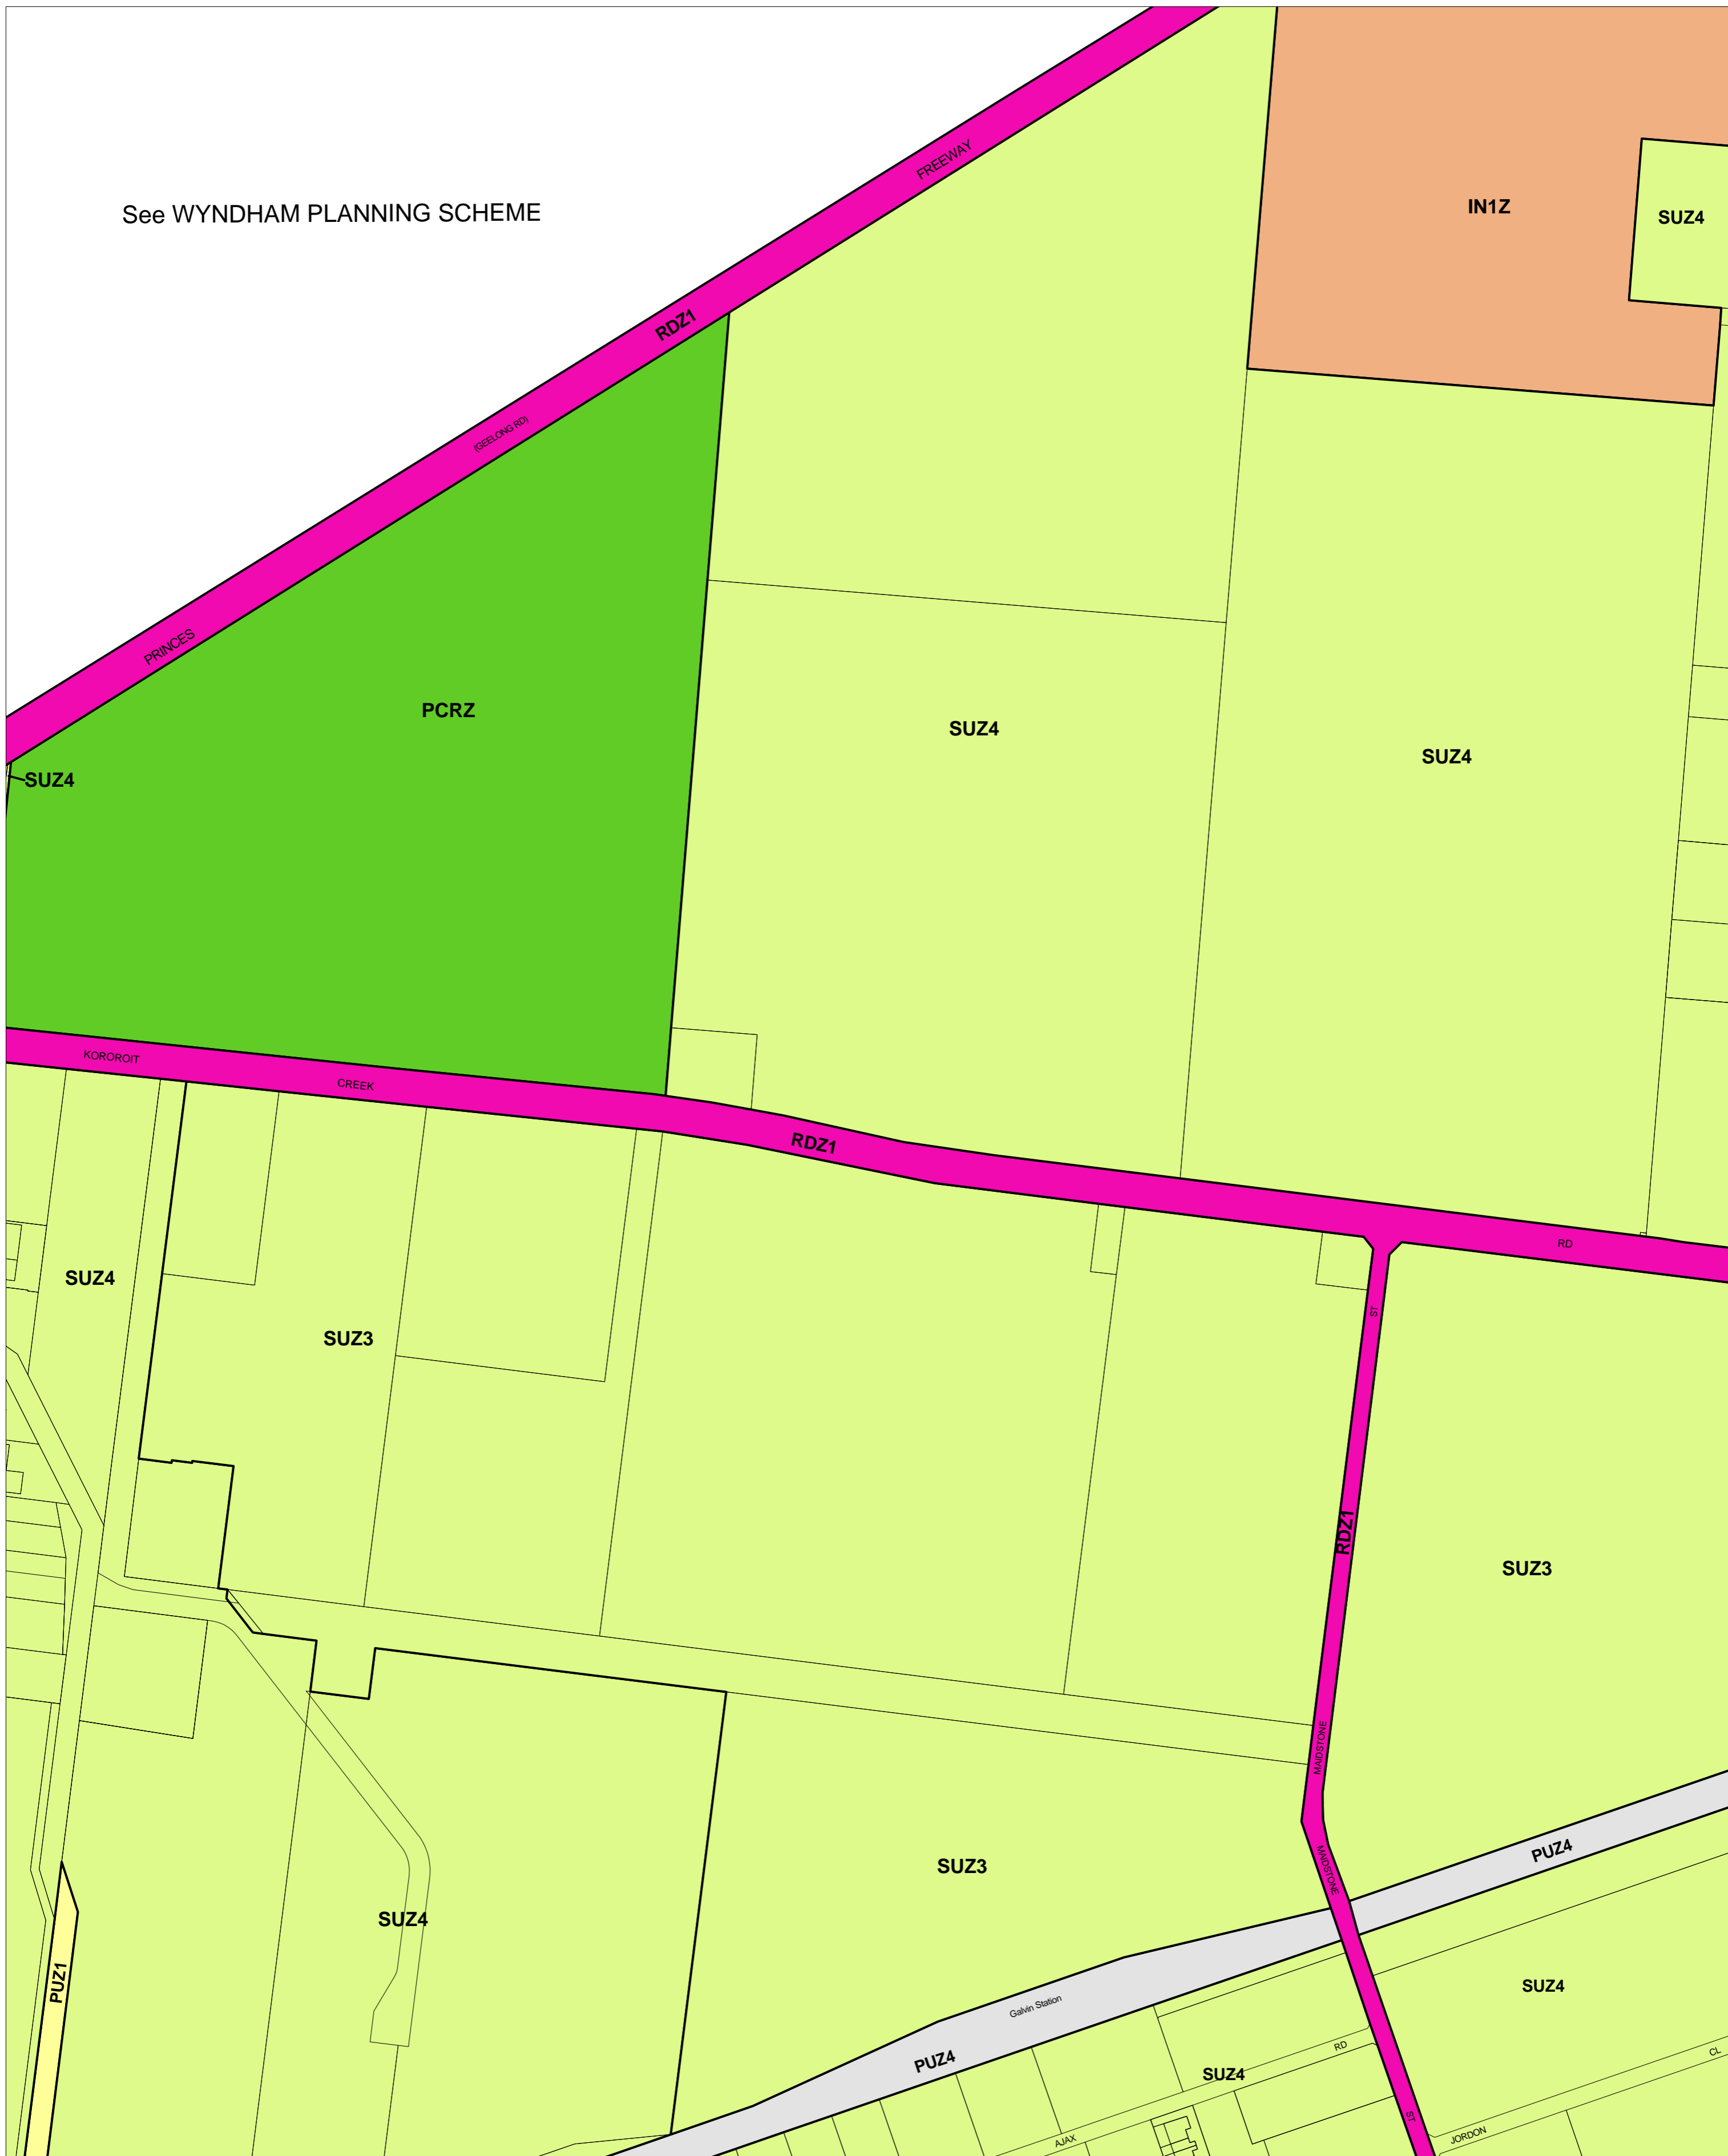 FREEWAY
IN1Z
See WYNDHAM PLANNING SCHEME
SUZ4
RDZ1
(GEELONG RD)
PRINCES
PCRZ
SUZ4
SUZ4
SUZ4
KOROROIT
CREEK
RDZ1
RD
SUZ4
ST
SUZ3
RDZ1
SUZ3
MAIDSTONE
PUZ4
SUZ3
MAIDSTONE
SUZ4
PUZ1
SUZ4
Galvin Station
PUZ4
RD
CL
SUZ4
ST
AJAX
JORDON